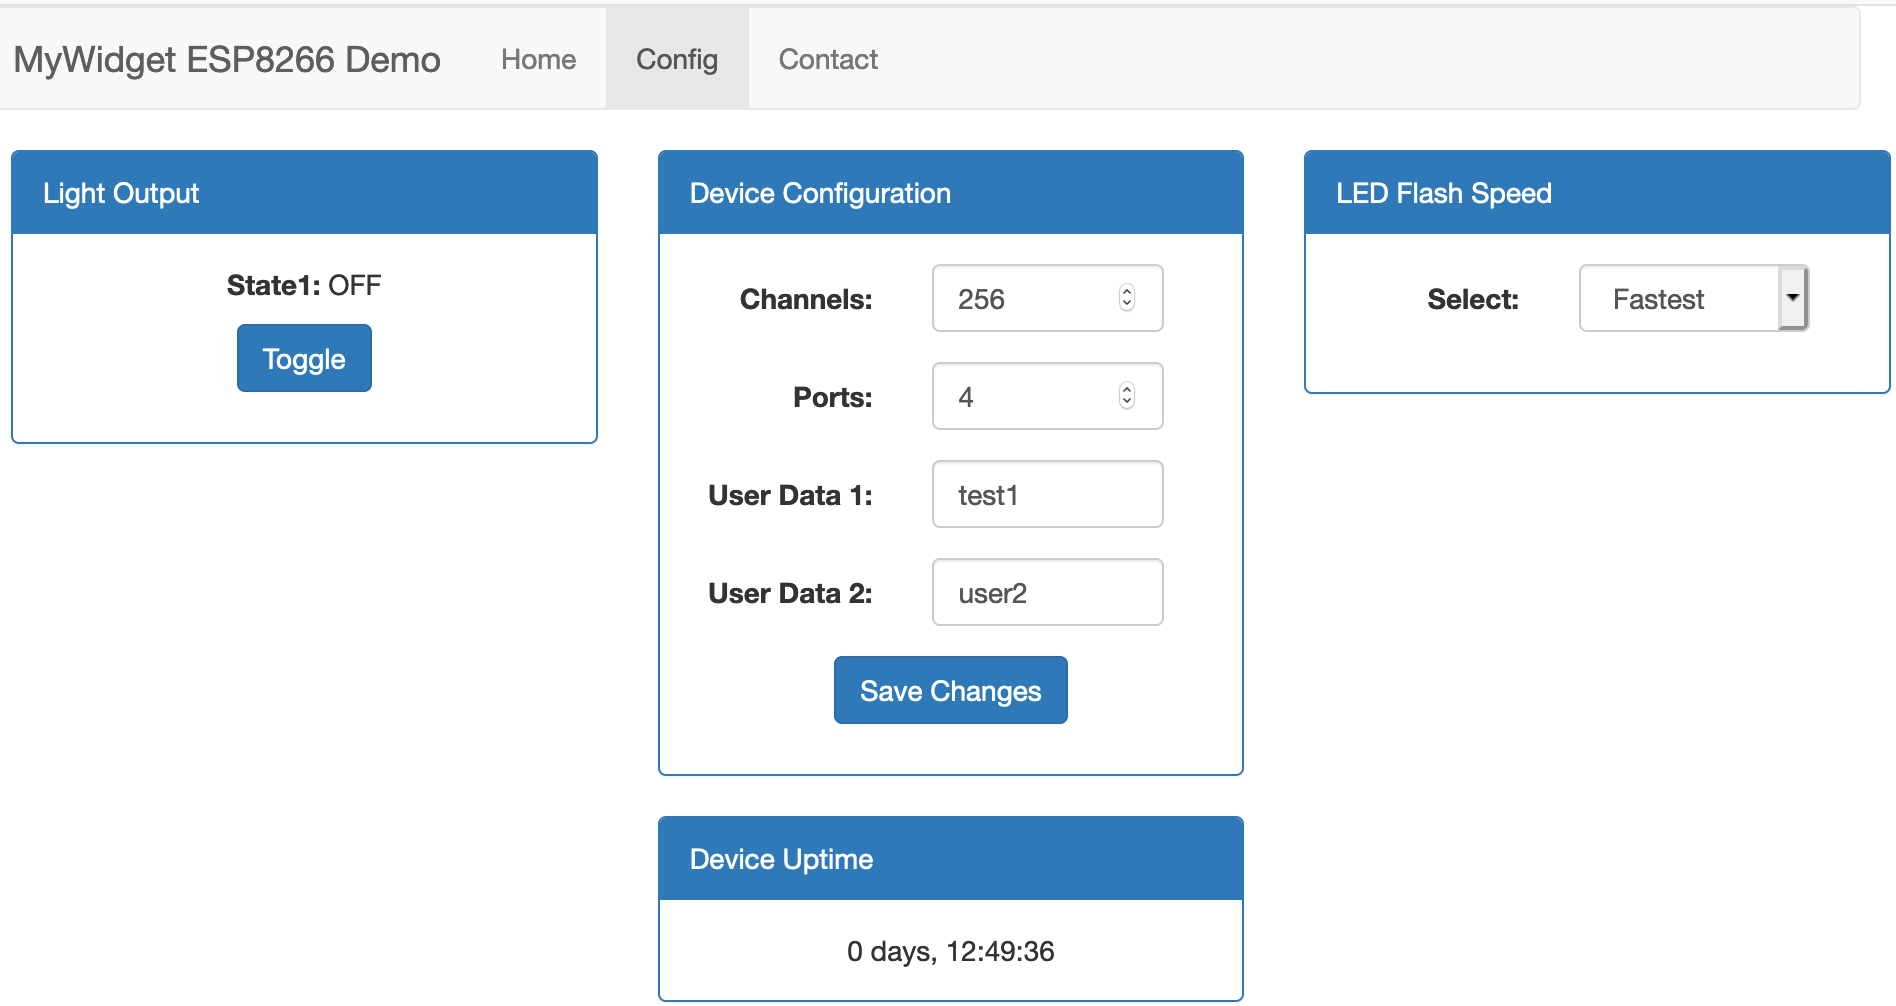 MyWidget ESP8266 Demo Home Config Contact
Light Output
State1: OFF
Toggle
Device Configuration
Channels: 256
Ports: 4
User Data 1: test1
User Data 2: user2
Save Changes
Device Uptime
0 days, 12:49:36
LED Flash Speed
Select: Fastest